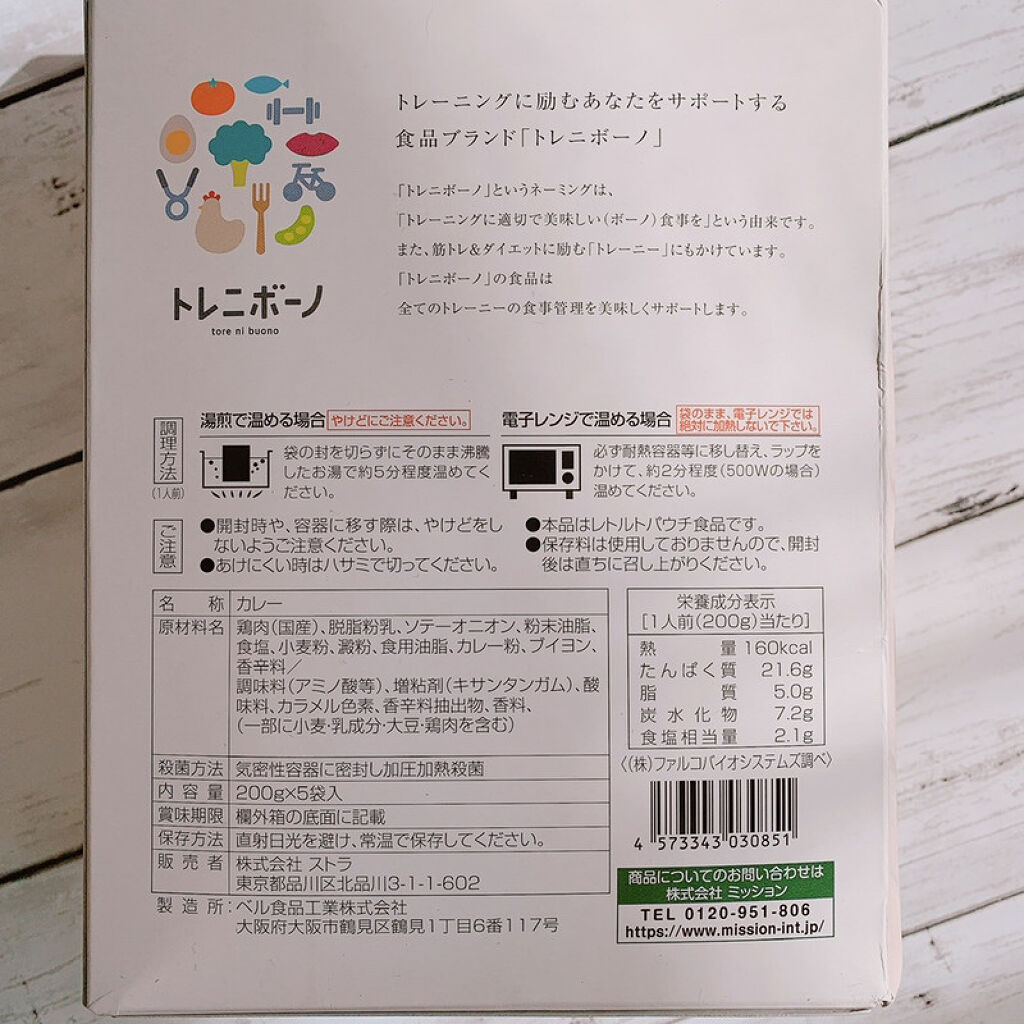 トレーニングに励むあなたをサポートする
食品ブランド「トレニボーノ」
「トレニボーノ」というネーミングは、
「トレーニングに適切で美味しい（ボーノ）食事を」という由来です。
また、筋トレ&ダイエットに励む「トレーニー」にもかけています。
「トレニボーノ」の食品は
全てのトレーニーの食事管理を美味しくサポートします。
トレニボーノ
tore ni buono
調理方法
(1人前)
湯煎で温める場合 やけどにご注意ください。
袋の封を切らずにそのまま沸騰
したお湯で約5分程度温めてく
ださい。
電子レンジで温める場合 袋のまま、電子レンジでは
絶対に加熱しないで下さい。
必ず耐熱容器等に移し替え、ラップを
かけて、約2分程度（500Wの場合）
温めてください。
ご注意
●開封時や、容器に移す際は、やけどをし
ないようご注意ください。
●あけにくい時はハサミで切ってください。
●本品はレトルトパウチ食品です。
●保存料は使用しておりませんので、開封
後は直ちに召し上がりください。
名称 カレー
原材料名 鶏肉（国産）、脱脂粉乳、ソテーオニオン、粉末油脂、
食塩、小麦粉、澱粉、食用油脂、カレー粉、ブイヨン、
香辛料／
調味料（アミノ酸等）、増粘剤（キサンタンガム）、酸
味料、カラメル色素、香辛料抽出物、香料、
（一部に小麦・乳成分・大豆・鶏肉を含む）
殺菌方法 気密性容器に密封し加圧加熱殺菌
内容量 200g×5袋入
賞味期限 欄外箱の底面に記載
保存方法 直射日光を避け、常温で保存してください。
販売者 株式会社 ストラ
東京都品川区北品川3-1-1-602
製造所：ベル食品工業株式会社
大阪府大阪市鶴見区鶴見1丁目6番117号
栄養成分表示
［1人前（200g）当たり］
熱量 160kcal
たんぱく質 21.6g
脂質 5.0g
炭水化物 7.2g
食塩相当量 2.1g
〈（株）ファルコバイオシステムズ調べ〉
4 573343 030851
商品についてのお問い合わせは
株式会社 ミッション
TEL 0120-951-806
https://www.mission-int.jp/